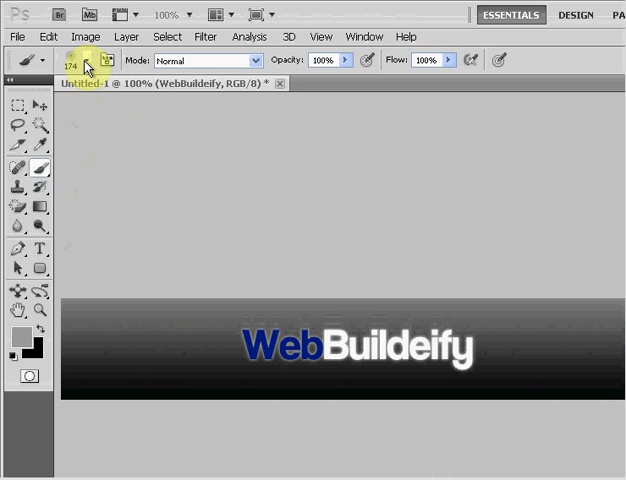 Ps Br Mb 100% ESSENTIALS DESIGN PA
File Edit Image Layer Select Filter Analysis 3D View Window Help
174 Mode: Normal Opacity: 100% Flow: 100%
Untitled-1 @ 100% (WebBuildeify, RGB/8) *
T
WebBuildeify